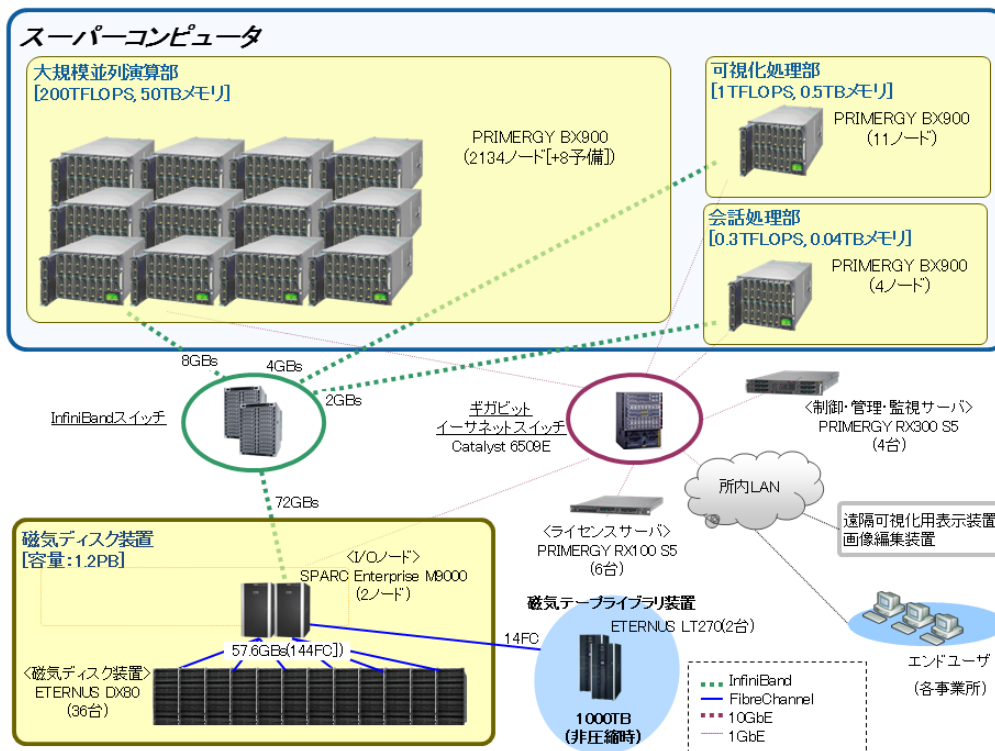 スーパーコンピュータ
大規模並列演算部
[200TFLOPS, 50TBメモリ]
PRIMERGY BX900
(2134ノード[+8予備])
可視化処理部
[1TFLOPS, 0.5TBメモリ]
PRIMERGY BX900
(11ノード)
会話処理部
[0.3TFLOPS, 0.04TBメモリ]
PRIMERGY BX900
(4ノード)
8GBs
4GBs
2GBs
InfiniBandスイッチ
ギガビット
イーサネットスイッチ
Catalyst 6509E
<制御・管理・監視サーバ>
PRIMERGY RX300 S5
(4台)
72GBs
所内LAN
<ライセンスサーバ>
PRIMERGY RX100 S5
(6台)
遠隔可視化用表示装置
画像編集装置
磁気ディスク装置
[容量:1.2PB]
<I/Oノード>
SPARC Enterprise M9000
(2ノード)
57.6GBs(144FC])
<磁気ディスク装置>
ETERNUS DX80
(36台)
14FC
磁気テープライブラリ装置
ETERNUS LT270(2台)
1000TB
(非圧縮時)
エンドユーザ
(各事業所)
InfiniBand
FibreChannel
10GbE
1GbE